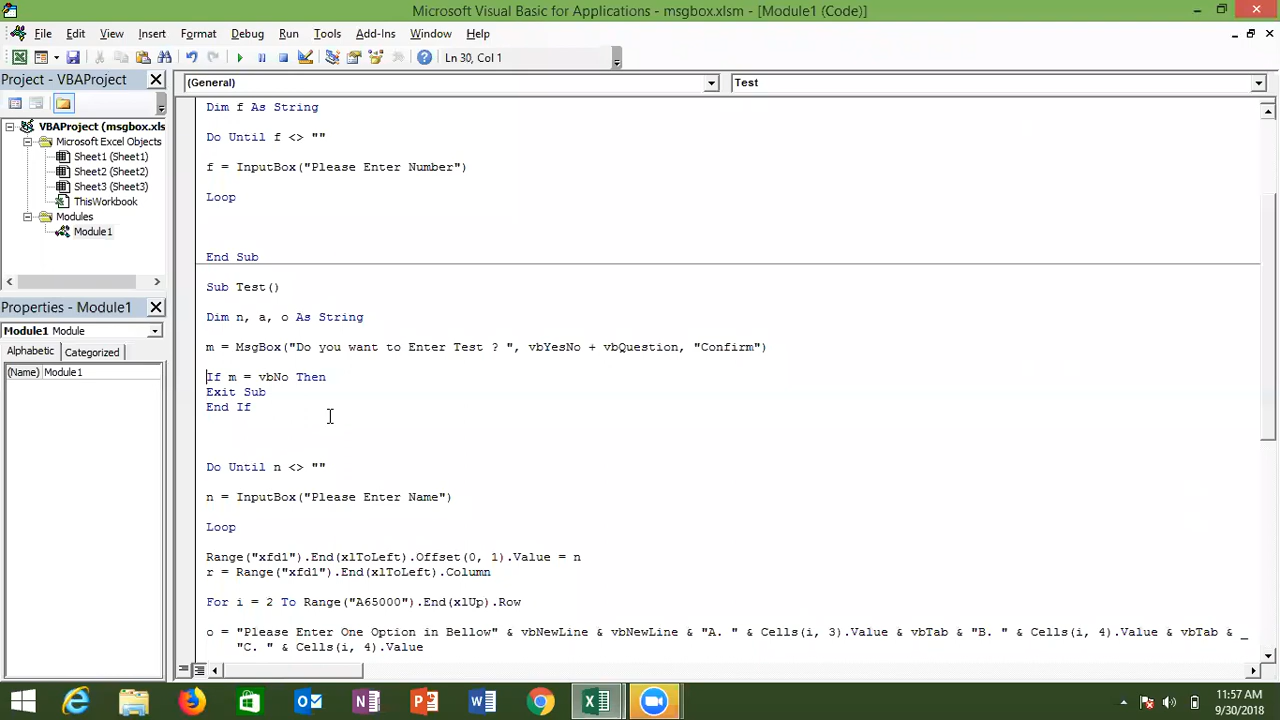 Microsoft Visual Basic for Applications - msgbox.xlsm - [Module1 (Code)]
File Edit View Insert Format Debug Run Tools Add-Ins Window Help
Ln 30, Col 1
Project - VBAProject
(General)
Test
VBAProject (msgbox.xls
Microsoft Excel Objects
Sheet1 (Sheet1)
Sheet2 (Sheet2)
Sheet3 (Sheet3)
ThisWorkbook
Modules
Module1
Properties - Module1
Module1 Module
Alphabetic Categorized
(Name) Module1
Dim f As String
Do Until f <> ""
f = InputBox("Please Enter Number")
Loop
End Sub
Sub Test()
Dim n, a, o As String
m = MsgBox("Do you want to Enter Test ? ", vbYesNo + vbQuestion, "Confirm")
If m = vbNo Then
Exit Sub
End If
Do Until n <> ""
n = InputBox("Please Enter Name")
Loop
Range("xfd1").End(xlToLeft).Offset(0, 1).Value = n
r = Range("xfd1").End(xlToLeft).Column
For i = 2 To Range("A65000").End(xlUp).Row
o = "Please Enter One Option in Bellow" & vbNewLine & vbNewLine & "A. " & Cells(i, 3).Value & vbTab & "B. " & Cells(i, 4).Value & vbTab & _
"C. " & Cells(i, 4).Value
11:57 AM
9/30/2018